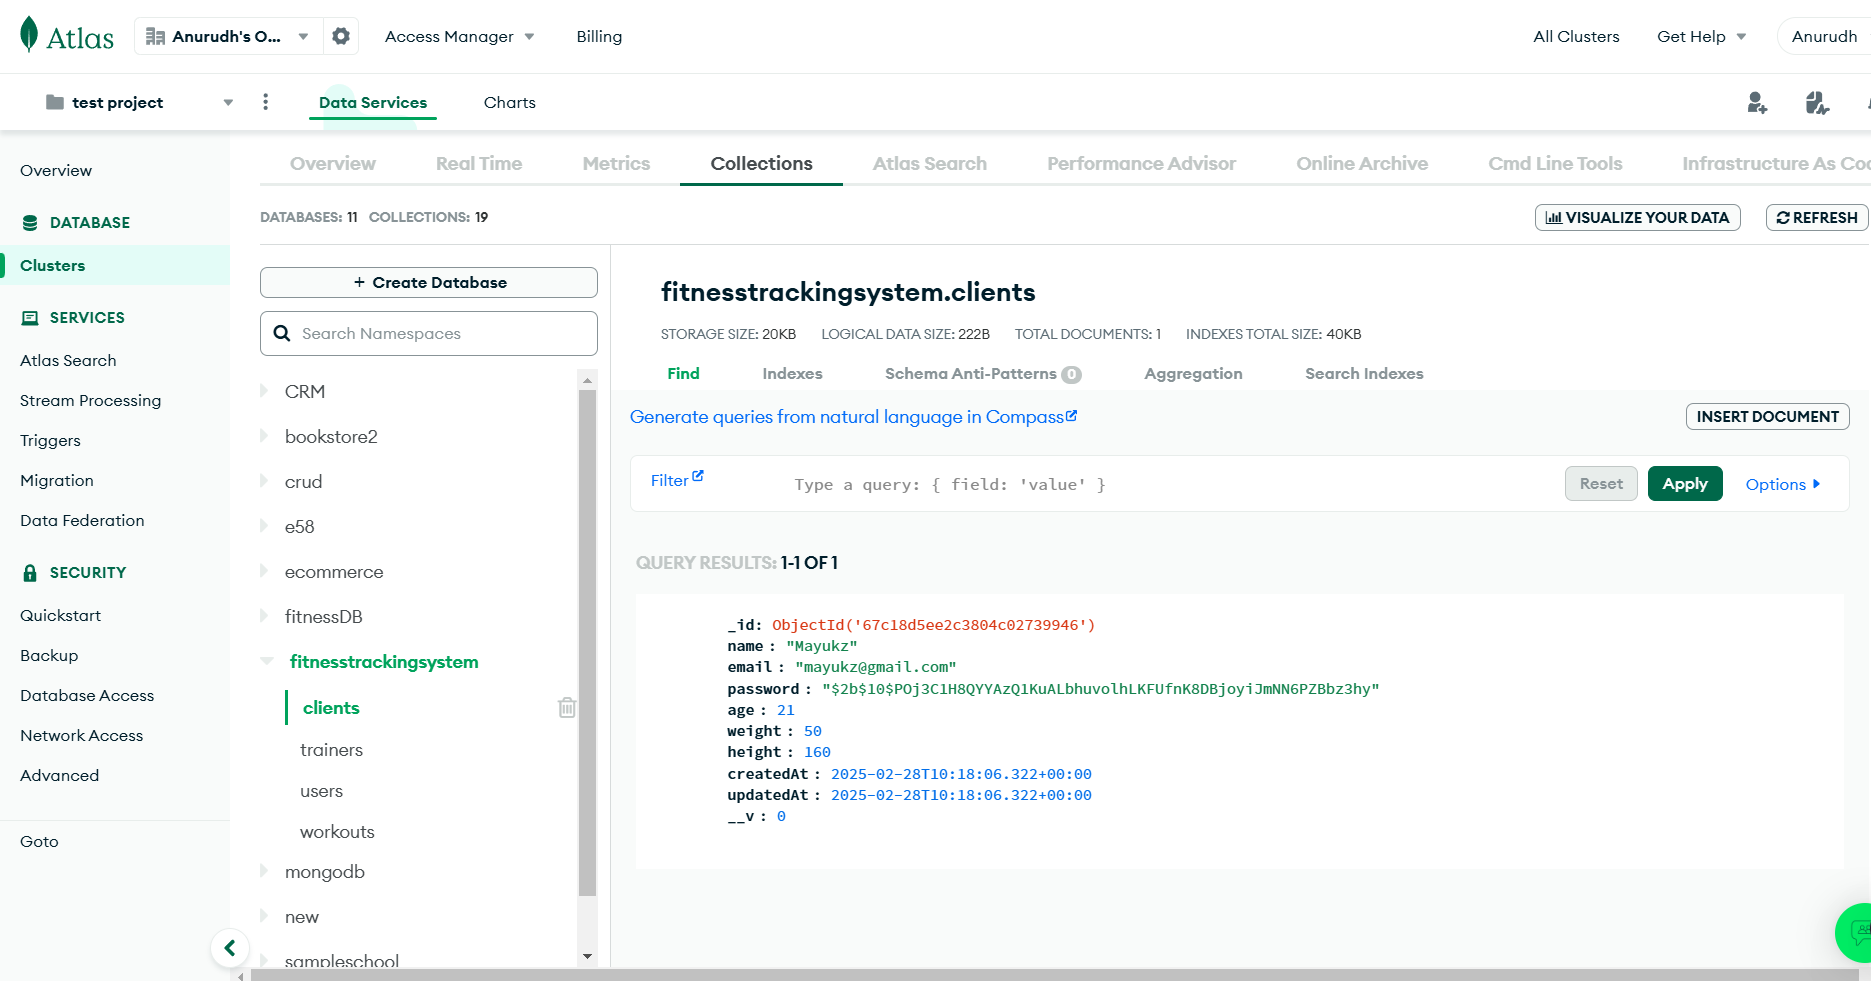 Atlas
Anurudh's O...
Access Manager
Billing
All Clusters
Get Help
Anurudh
test project
Data Services
Charts
Overview
DATABASE
Clusters
SERVICES
Atlas Search
Stream Processing
Triggers
Migration
Data Federation
SECURITY
Quickstart
Backup
Database Access
Network Access
Advanced
Goto
Overview
Real Time
Metrics
Collections
Atlas Search
Performance Advisor
Online Archive
Cmd Line Tools
Infrastructure As Coc
DATABASES: 11 COLLECTIONS: 19
VISUALIZE YOUR DATA
REFRESH
+ Create Database
Search Namespaces
CRM
bookstore2
crud
e58
ecommerce
fitnessDB
fitnesstrackingsystem
clients
trainers
users
workouts
mongodb
new
sampleschool
fitnesstrackingsystem.clients
STORAGE SIZE: 20KB LOGICAL DATA SIZE: 222B TOTAL DOCUMENTS: 1 INDEXES TOTAL SIZE: 40KB
Find
Indexes
Schema Anti-Patterns 0
Aggregation
Search Indexes
Generate queries from natural language in Compass
INSERT DOCUMENT
Filter
Type a query: { field: 'value' }
Reset
Apply
Options
QUERY RESULTS: 1-1 OF 1
_id: ObjectId('67c18d5ee2c3804c02739946')
name : "Mayukz"
email : "mayukz@gmail.com"
password : "$2b$10$POj3C1H8QYYAzQ1KuALbhuvolhLKFUfnK8DBjoyiJmNN6PZBbz3hy"
age : 21
weight : 50
height : 160
createdAt : 2025-02-28T10:18:06.322+00:00
updatedAt : 2025-02-28T10:18:06.322+00:00
__v : 0